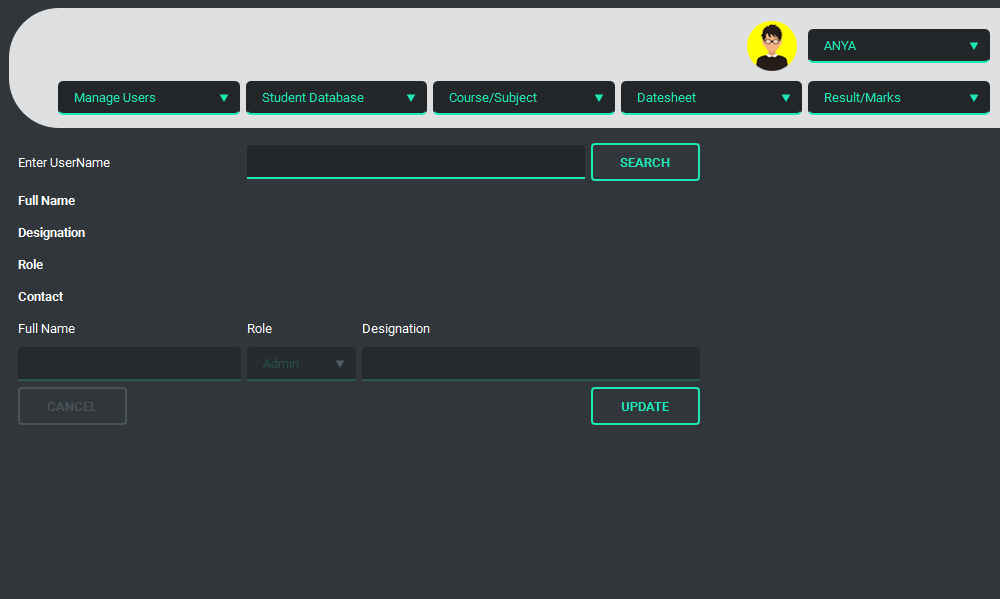 ANYA
Manage Users Student Database Course/Subject Datesheet Result/Marks
Enter UserName SEARCH
Full Name
Designation
Role
Contact
Full Name Role Designation
Admin
CANCEL UPDATE